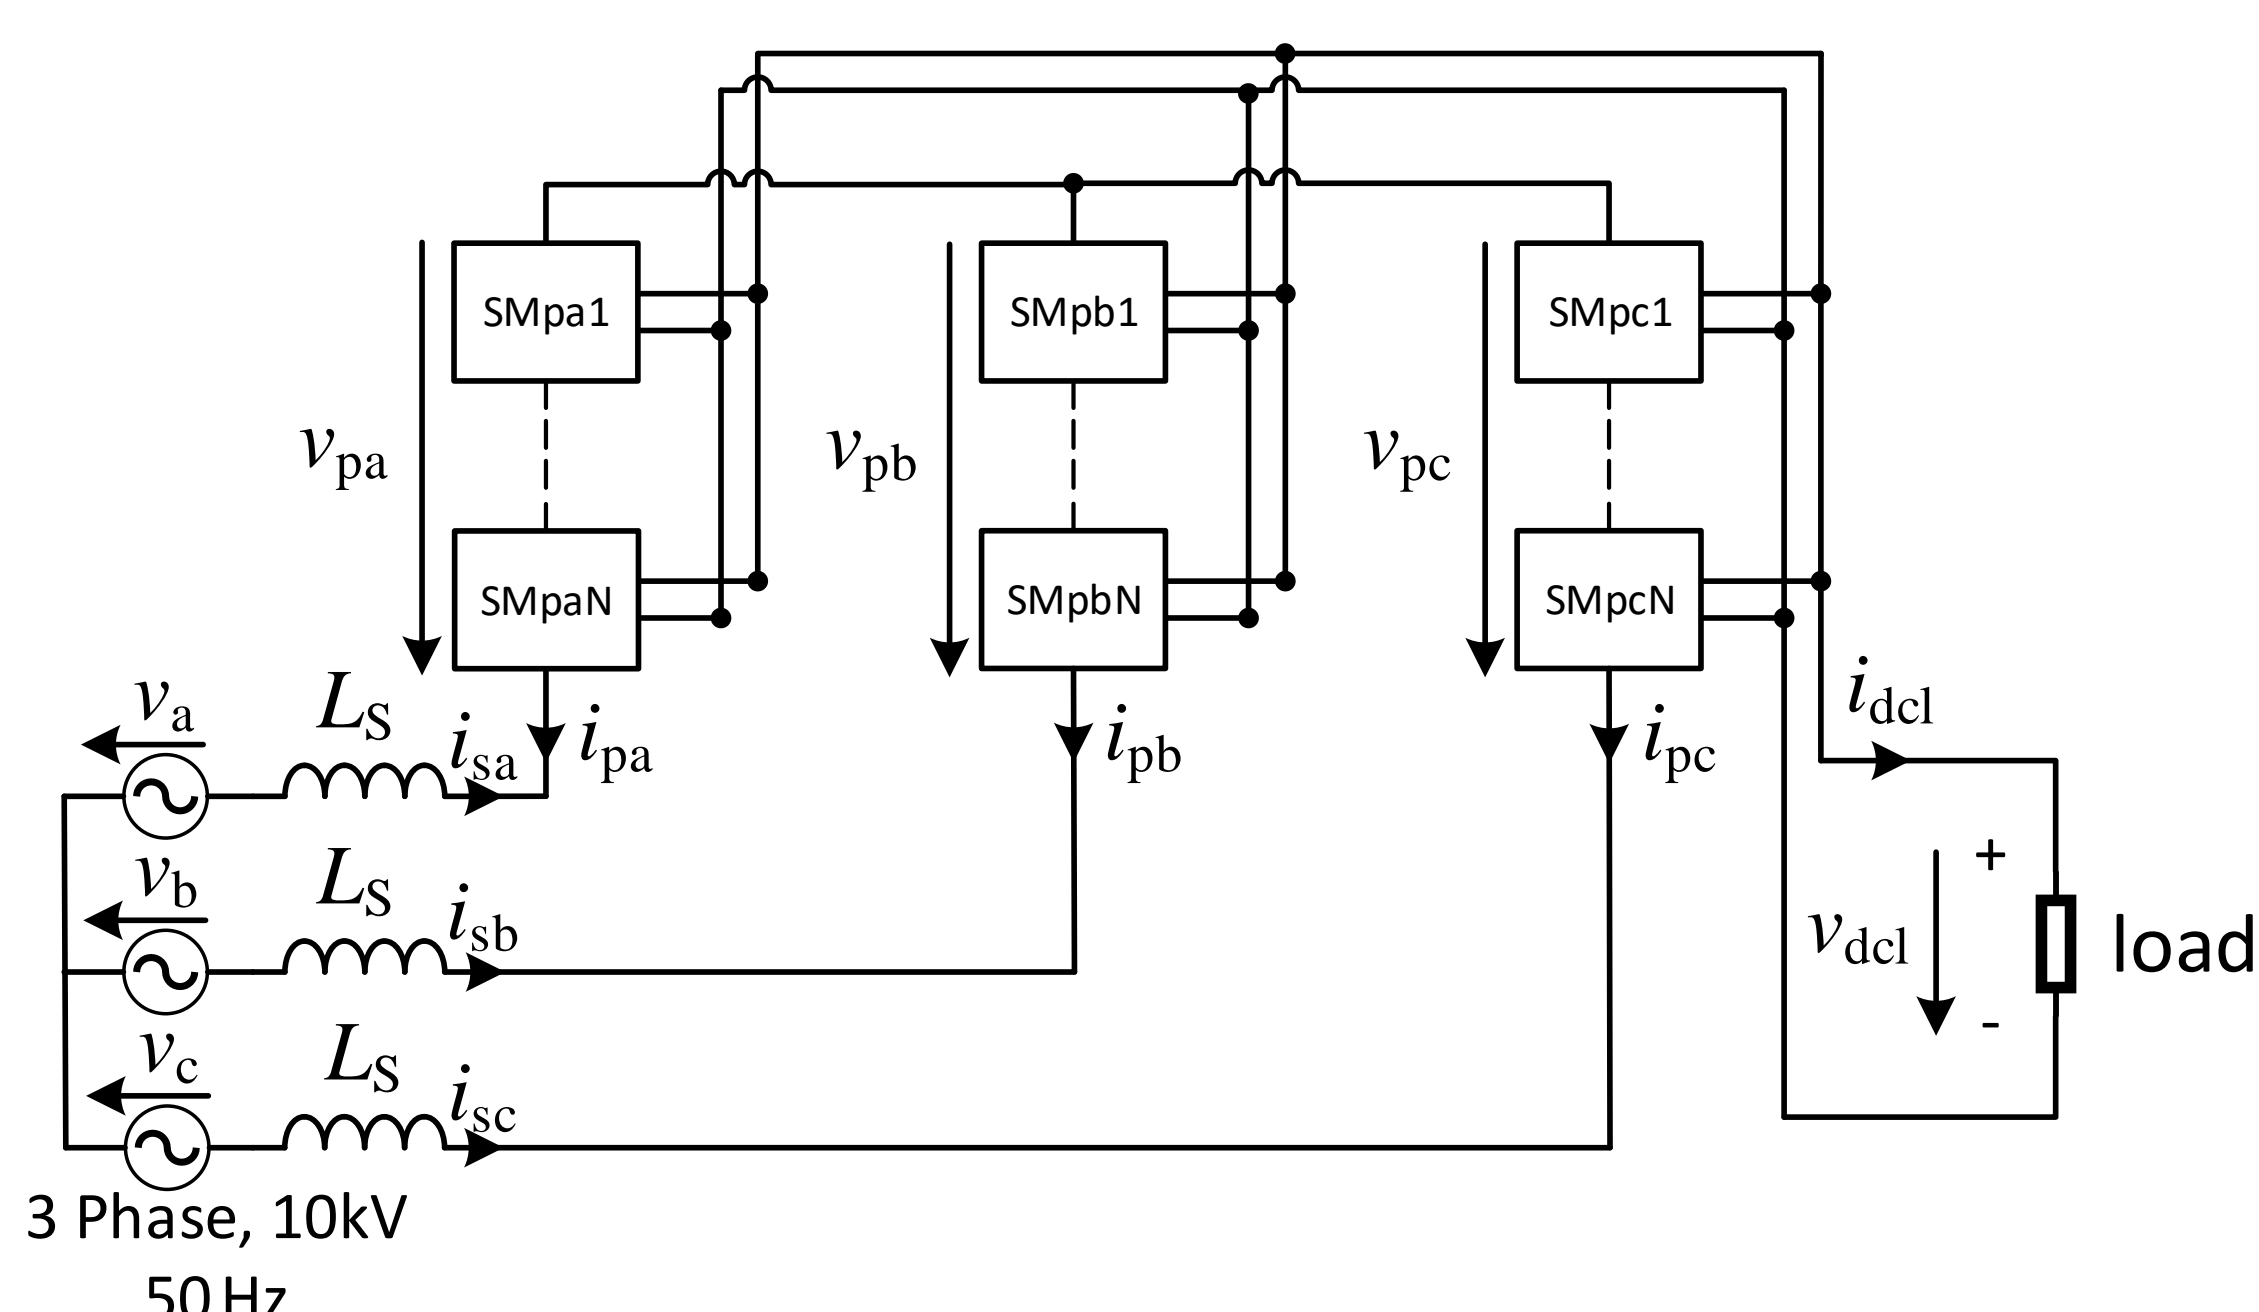 SMpa1
SMpb1
SMpc1
vpa
vpb
vpc
SMpaN
SMpbN
SMpcN
va
LS
isa
ipa
ipb
ipc
idcl
vb
LS
isb
+
vdcl
load
-
vc
LS
isc
3 Phase, 10kV
50 Hz